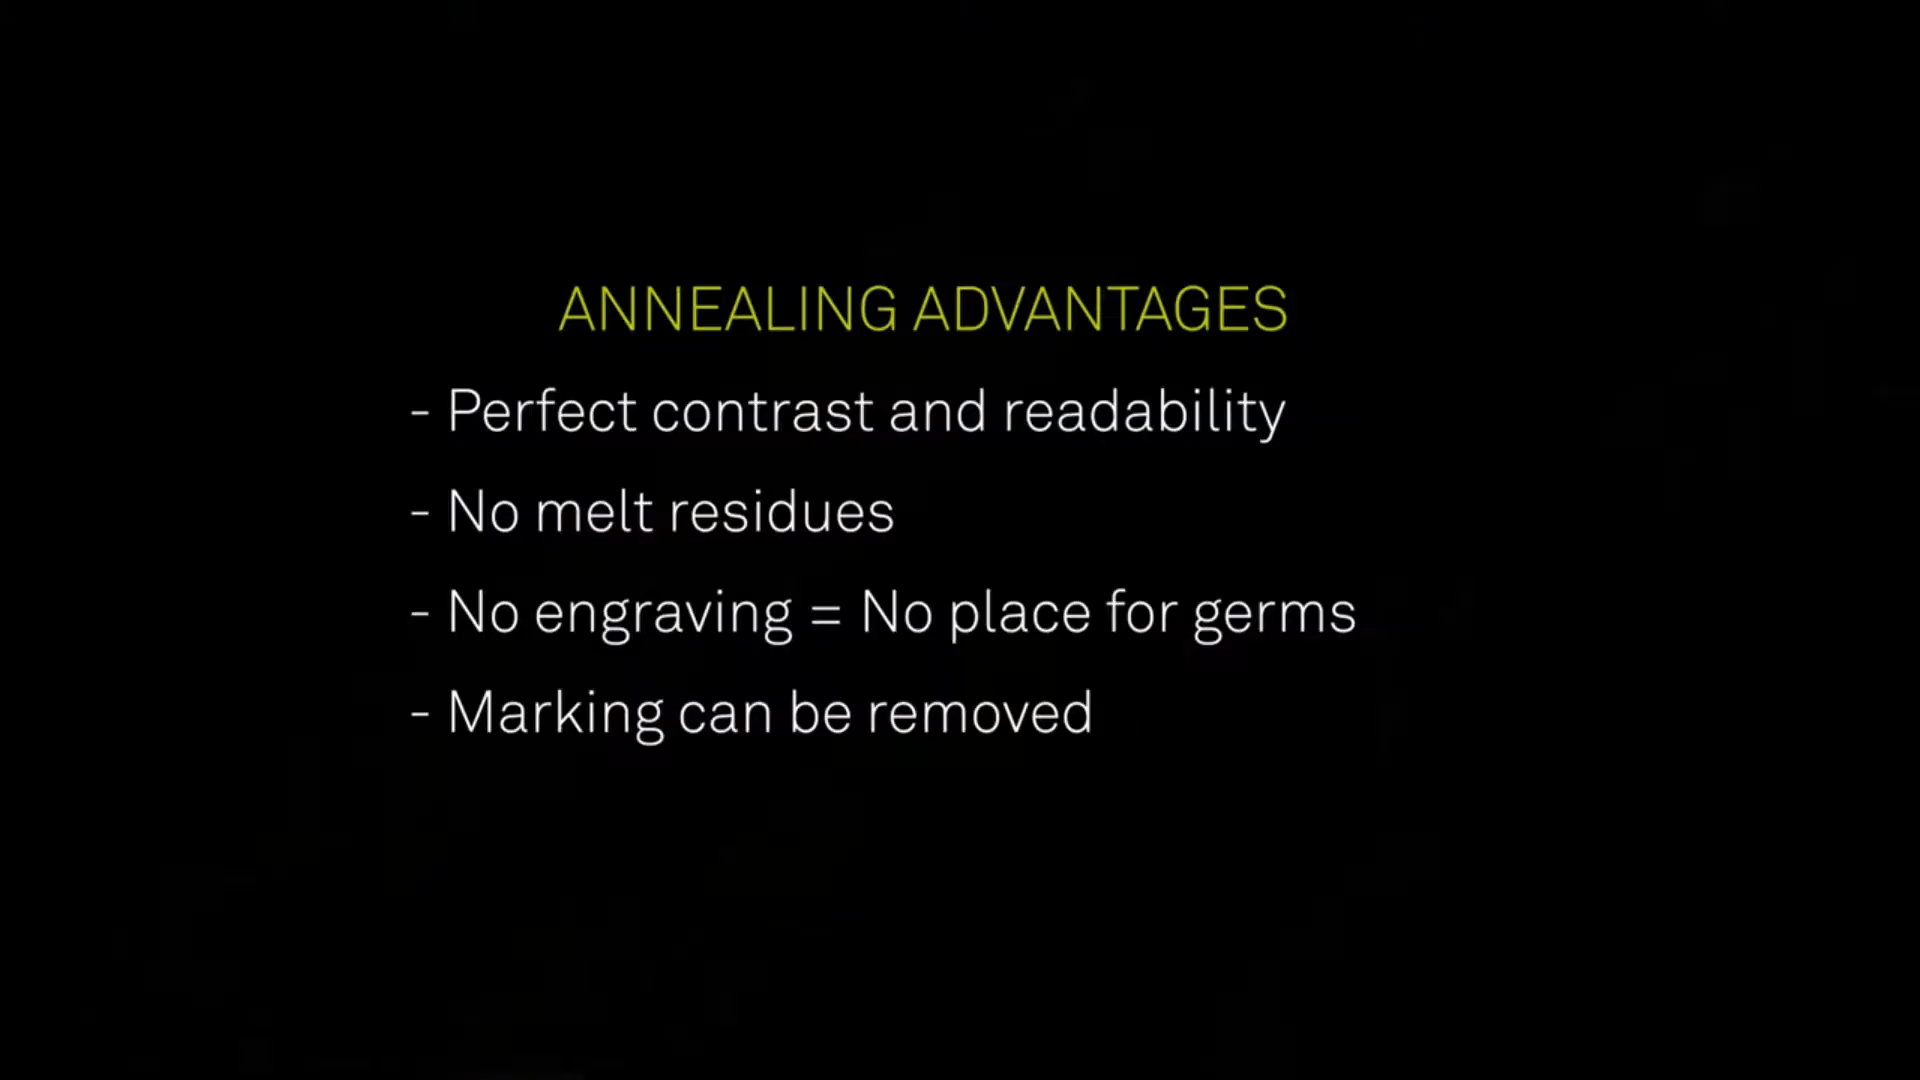 ANNEALING ADVANTAGES
- Perfect contrast and readability
- No melt residues
- No engraving = No place for germs
- Marking can be removed